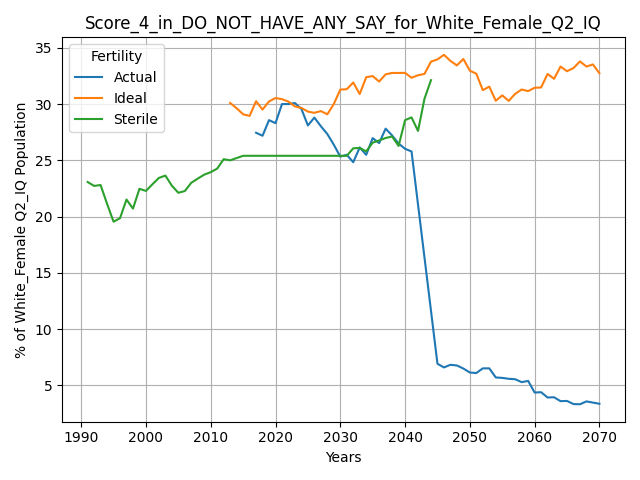 Score_4_in_DO_NOT_HAVE_ANY_SAY_for_White_Female_Q2_IQ
Fertility
Actual
Ideal
Sterile
% of White_Female Q2_IQ Population
35
30
25
20
15
10
5
1990 2000 2010 2020 2030 2040 2050 2060 2070
Years